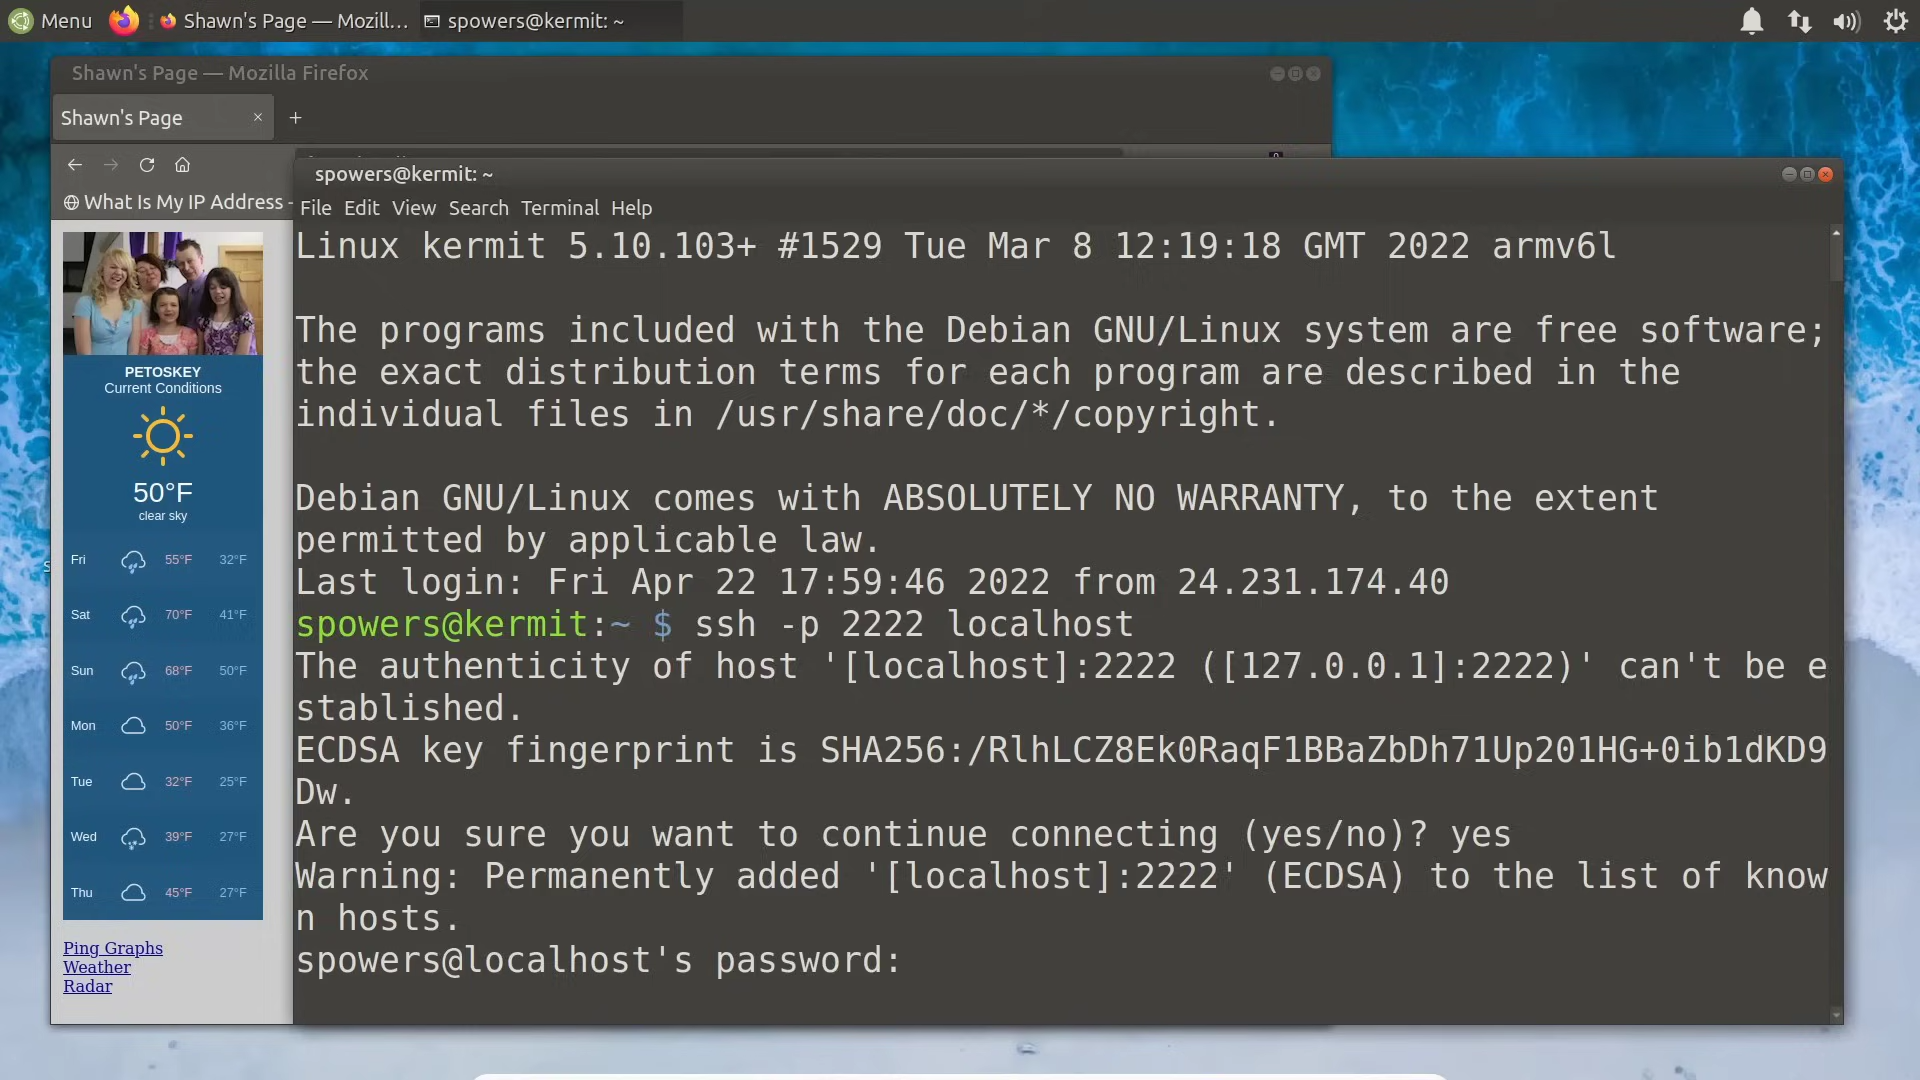 Menu
Shawn's Page — Mozill...
spowers@kermit: ~
Shawn's Page — Mozilla Firefox
Shawn's Page
What Is My IP Address -
spowers@kermit: ~
File Edit View Search Terminal Help
PETOSKEY
Current Conditions
50°F
clear sky
Fri 55°F 32°F
Sat 70°F 41°F
Sun 68°F 50°F
Mon 50°F 36°F
Tue 32°F 25°F
Wed 39°F 27°F
Thu 45°F 27°F
Ping Graphs
Weather
Radar
Linux kermit 5.10.103+ #1529 Tue Mar 8 12:19:18 GMT 2022 armv6l
The programs included with the Debian GNU/Linux system are free software;
the exact distribution terms for each program are described in the
individual files in /usr/share/doc/*/copyright.
Debian GNU/Linux comes with ABSOLUTELY NO WARRANTY, to the extent
permitted by applicable law.
Last login: Fri Apr 22 17:59:46 2022 from 24.231.174.40
spowers@kermit:~ $ ssh -p 2222 localhost
The authenticity of host '[localhost]:2222 ([127.0.0.1]:2222)' can't be e
stablished.
ECDSA key fingerprint is SHA256:/RlhLCZ8Ek0RaqF1BBaZbDh71Up201HG+0ib1dKD9
Dw.
Are you sure you want to continue connecting (yes/no)? yes
Warning: Permanently added '[localhost]:2222' (ECDSA) to the list of know
n hosts.
spowers@localhost's password: